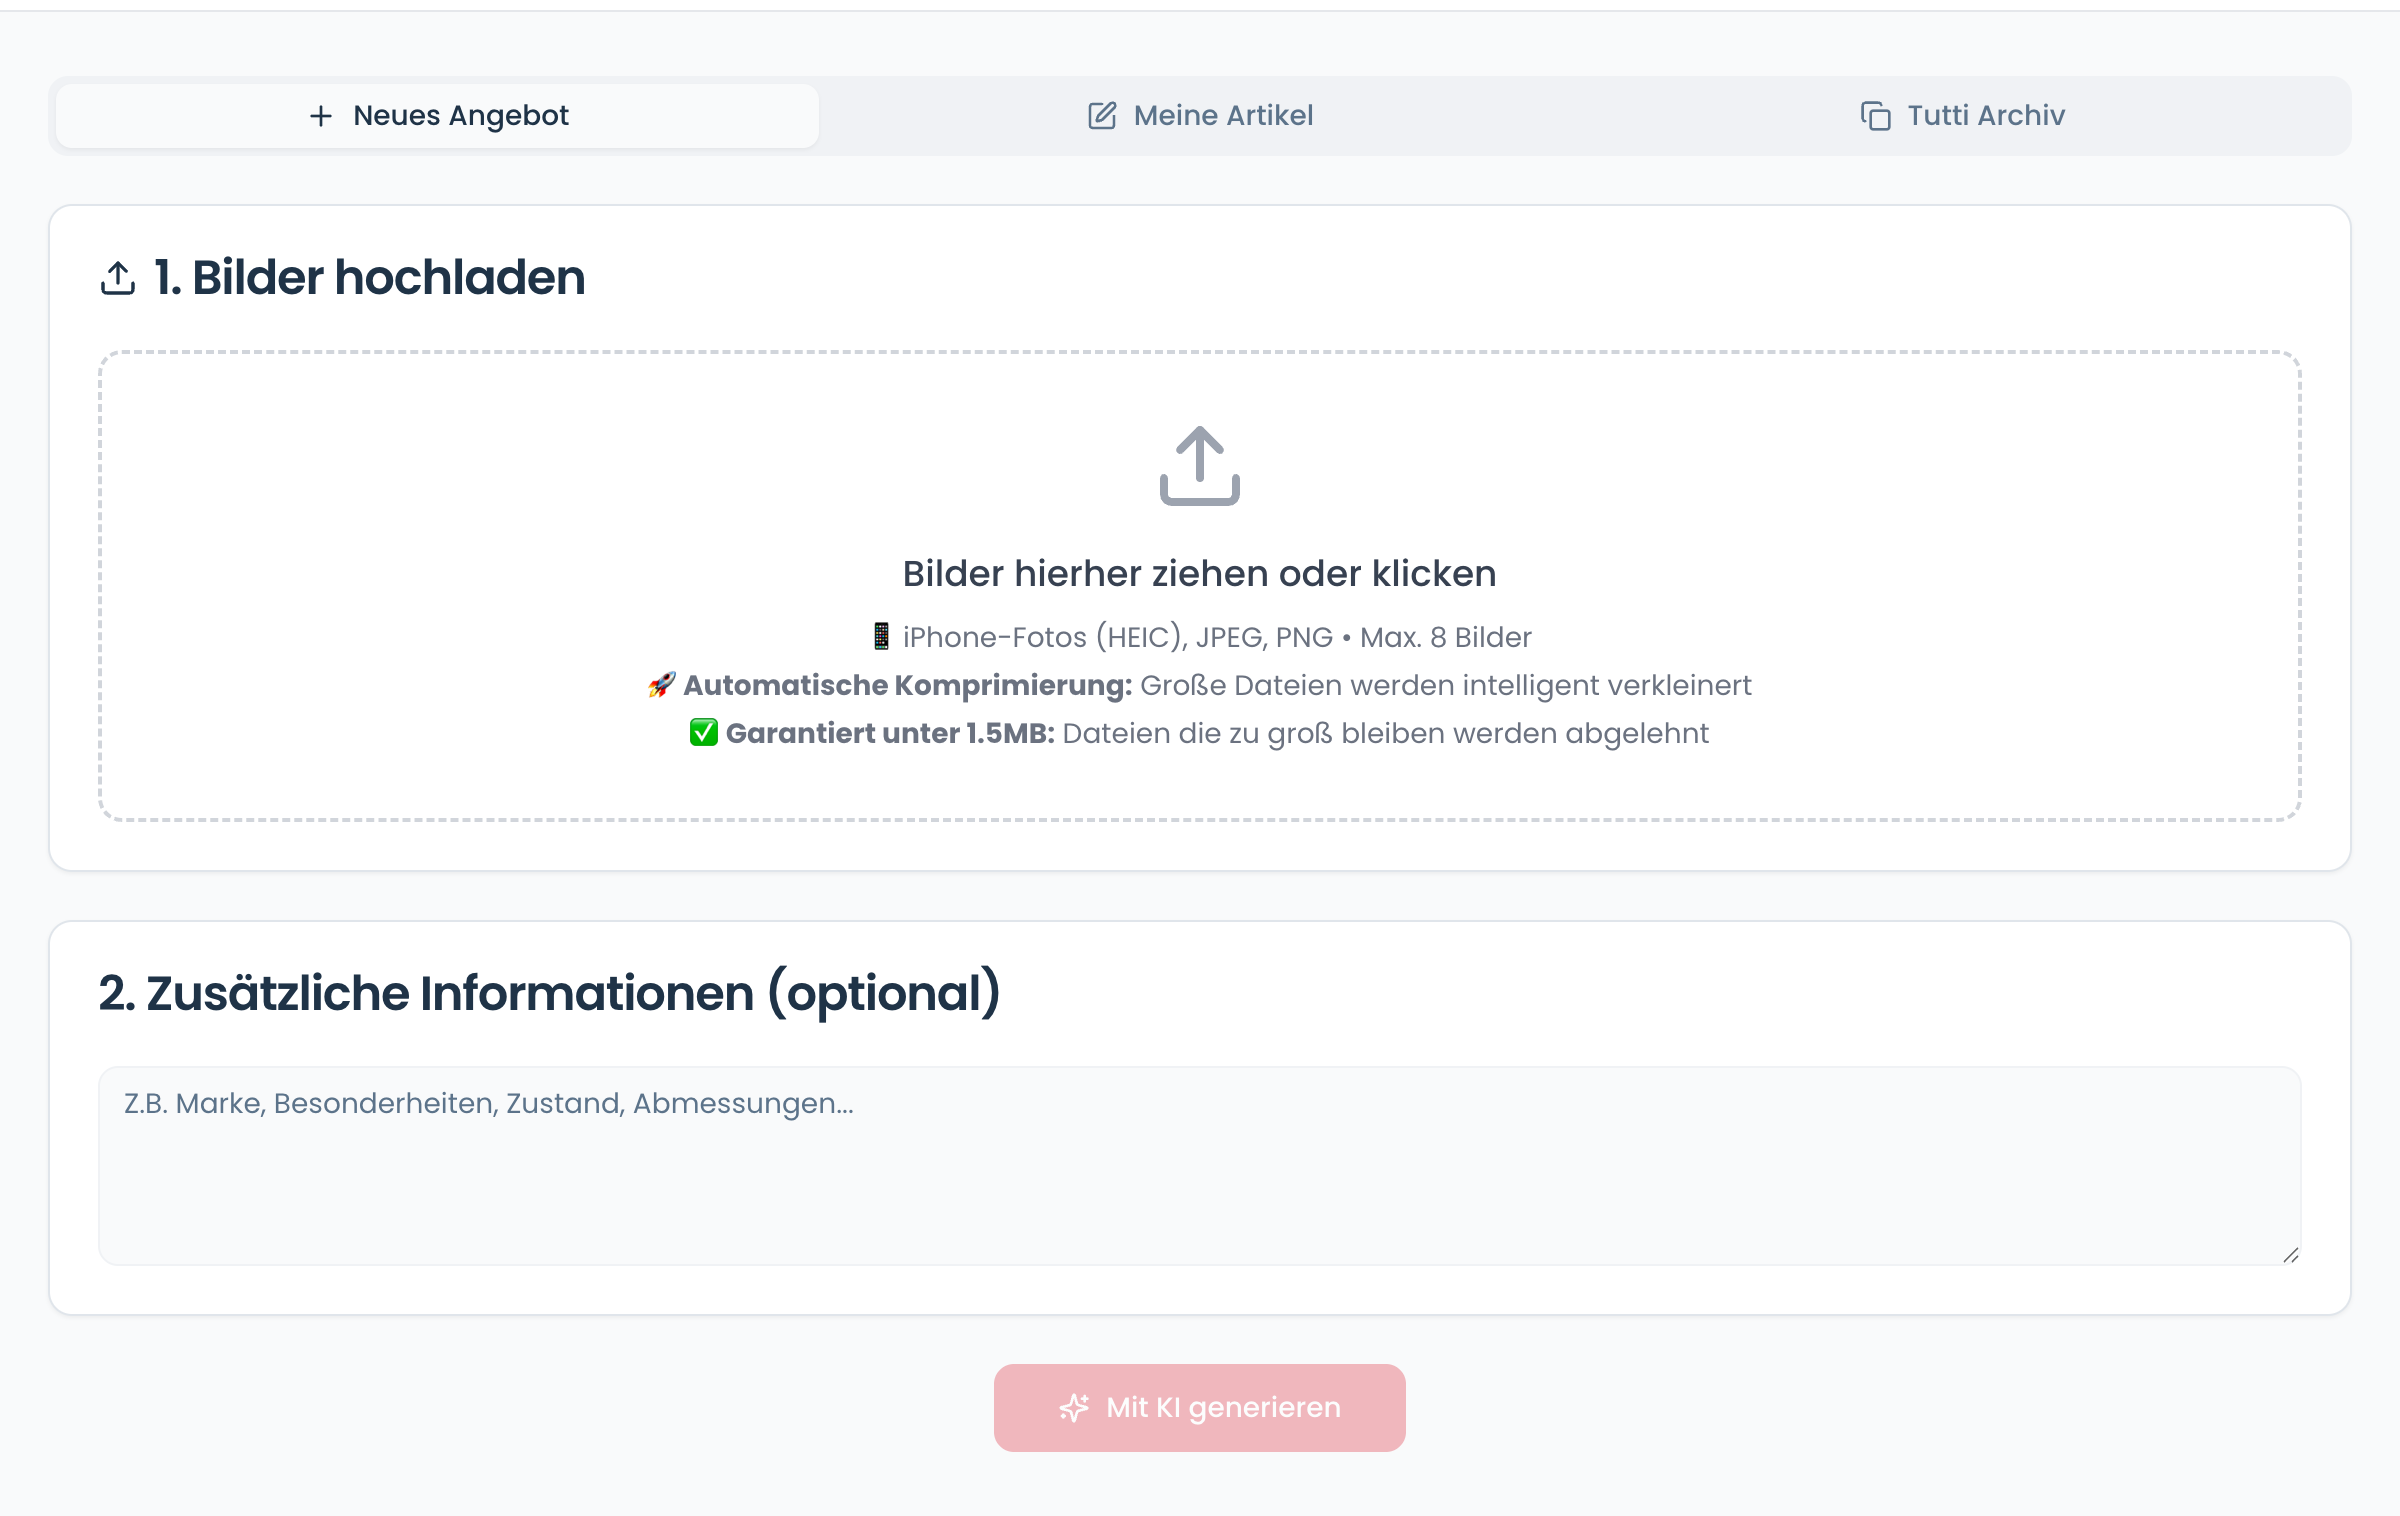 Neues Angebot
Meine Artikel
Tutti Archiv
1. Bilder hochladen
Bilder hierher ziehen oder klicken
📱 iPhone-Fotos (HEIC), JPEG, PNG • Max. 8 Bilder
🚀 Automatische Komprimierung: Große Dateien werden intelligent verkleinert
✅ Garantiert unter 1.5MB: Dateien die zu groß bleiben werden abgelehnt
2. Zusätzliche Informationen (optional)
Z.B. Marke, Besonderheiten, Zustand, Abmessungen...
Mit KI generieren